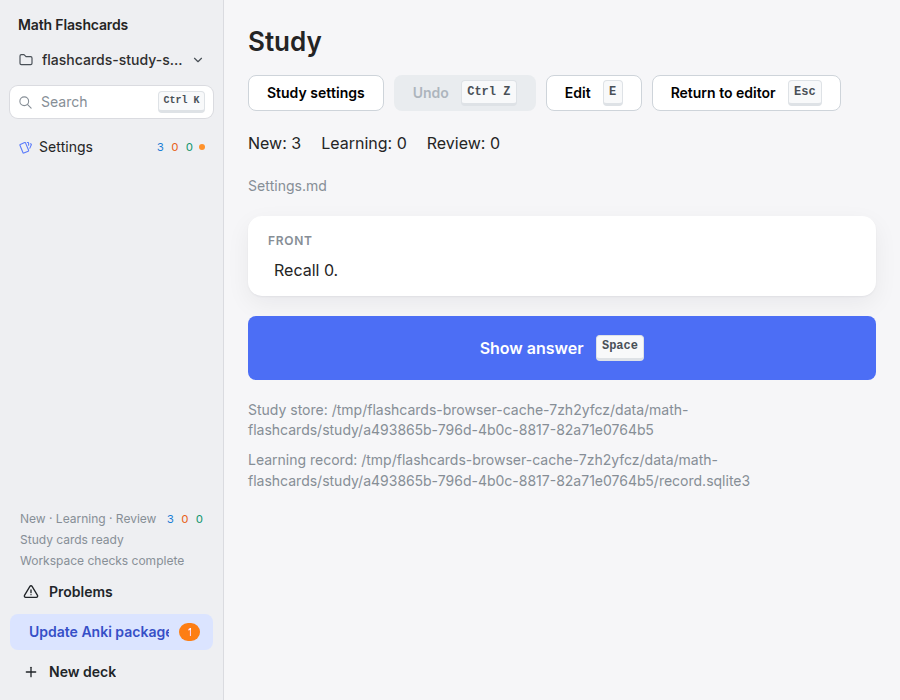 Math Flashcards
flashcards-study-s...
Search Ctrl K
Settings 3 0 0
New · Learning · Review 3 0 0
Study cards ready
Workspace checks complete
Problems
Update Anki package 1
New deck
Study
Study settings Undo Ctrl Z Edit E Return to editor Esc
New: 3 Learning: 0 Review: 0
Settings.md
FRONT
Recall 0.
Show answer Space
Study store: /tmp/flashcards-browser-cache-7zh2yfcz/data/math-
flashcards/study/a493865b-796d-4b0c-8817-82a71e0764b5
Learning record: /tmp/flashcards-browser-cache-7zh2yfcz/data/math-
flashcards/study/a493865b-796d-4b0c-8817-82a71e0764b5/record.sqlite3